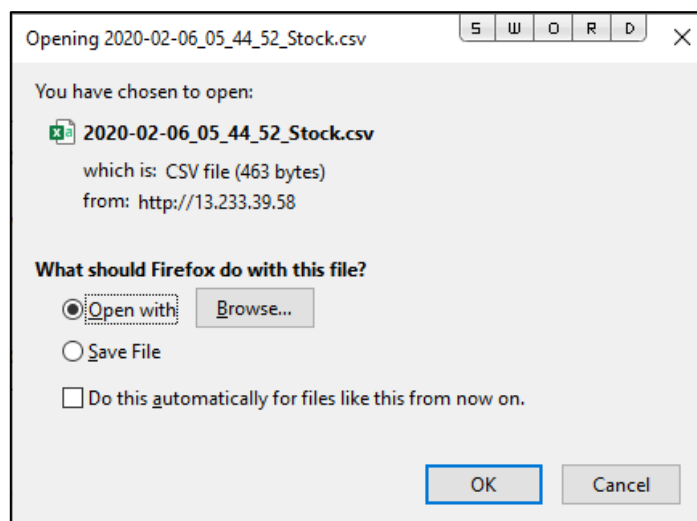 Opening 2020-02-06_05_44_52_Stock.csv
S W O R D
You have chosen to open:
2020-02-06_05_44_52_Stock.csv
which is: CSV file (463 bytes)
from: http://13.233.39.58
What should Firefox do with this file?
Open with Browse...
Save File
Do this automatically for files like this from now on.
OK Cancel